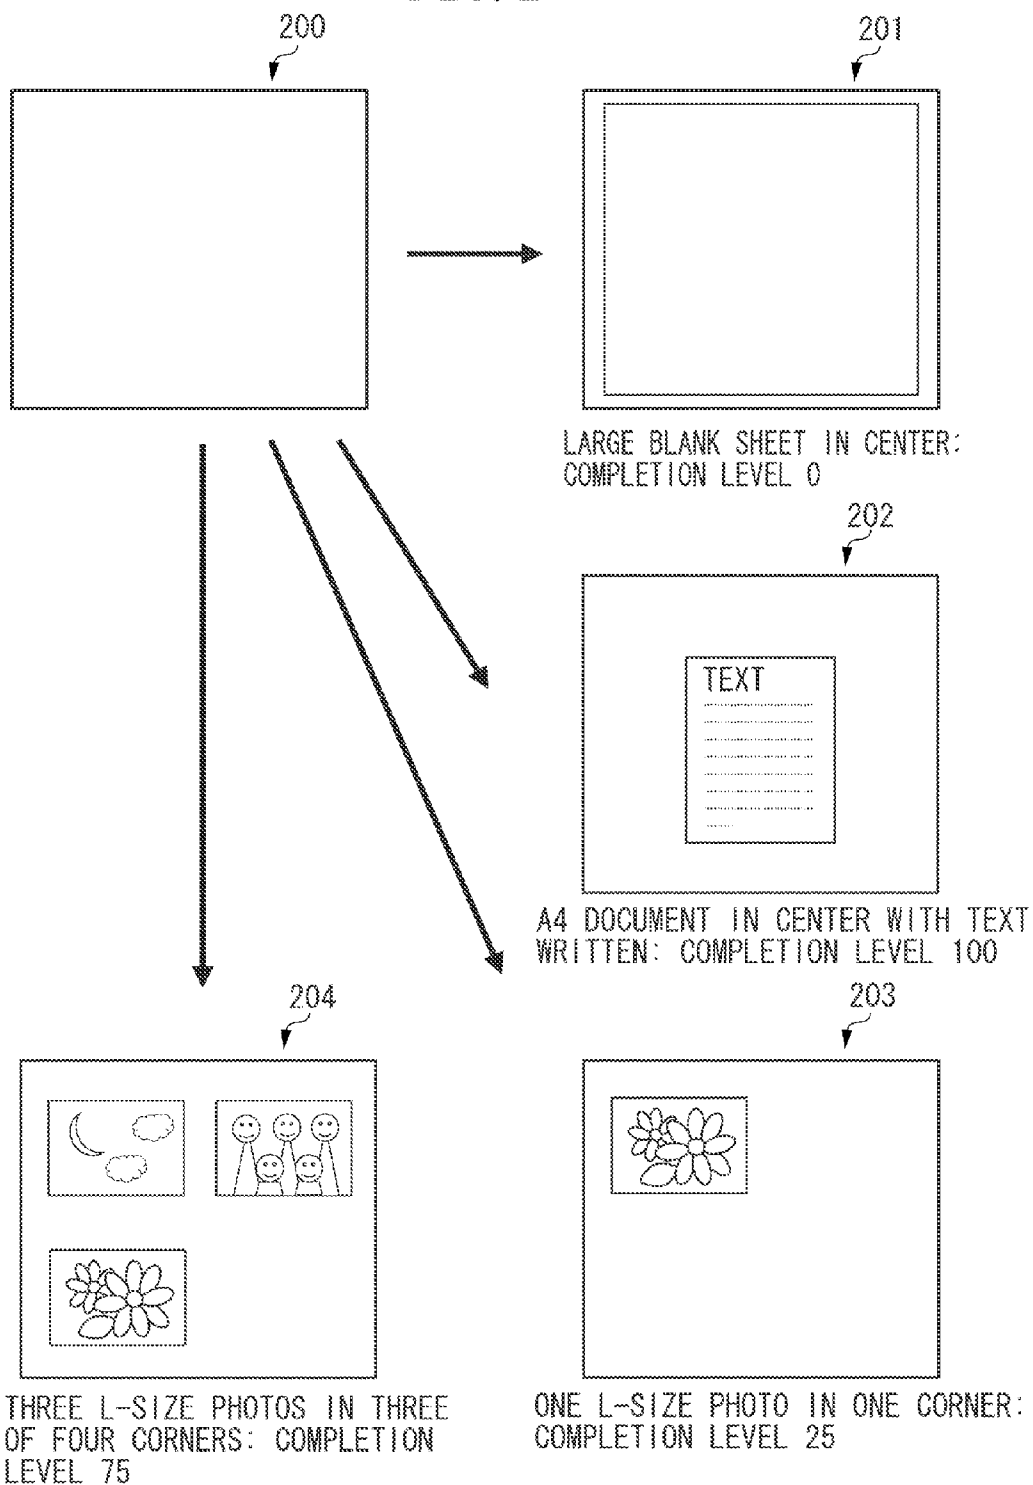 200
201
LARGE BLANK SHEET IN CENTER:
COMPLETION LEVEL 0
202
TEXT
A4 DOCUMENT IN CENTER WITH TEXT
WRITTEN: COMPLETION LEVEL 100
204
203
THREE L-SIZE PHOTOS IN THREE
OF FOUR CORNERS: COMPLETION
LEVEL 75
ONE L-SIZE PHOTO IN ONE CORNER:
COMPLETION LEVEL 25